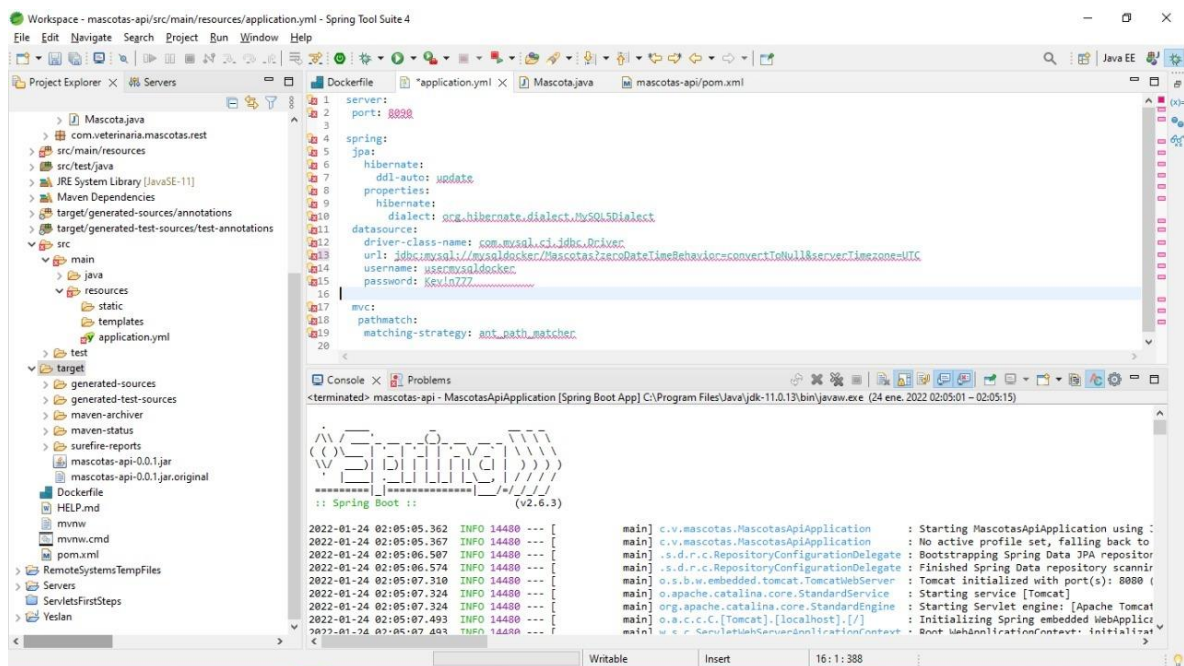 Workspace - mascotas-api/src/main/resources/application.yml - Spring Tool Suite 4
File Edit Navigate Search Project Run Window Help
Java EE
Project Explorer Servers
Mascota.java
com.veterinaria.mascotas.rest
src/main/resources
src/test/java
JRE System Library [JavaSE-11]
Maven Dependencies
target/generated-sources/annotations
target/generated-test-sources/test-annotations
src
main
java
resources
static
templates
application.yml
test
target
generated-sources
generated-test-sources
maven-archiver
maven-status
surefire-reports
mascotas-api-0.0.1.jar
mascotas-api-0.0.1.jar.original
Dockerfile
HELP.md
mvnw
mvnw.cmd
pom.xml
RemoteSystemsTempFiles
Servers
ServletsFirstSteps
Yeslan
Dockerfile *application.yml Mascota.java mascotas-api/pom.xml
1 server:
2 port: 8090
3
4 spring:
5 jpa:
6 hibernate:
7 ddl-auto: update
8 properties:
9 hibernate:
10 dialect: org.hibernate.dialect.MySQL5Dialect
11 datasource:
12 driver-class-name: com.mysql.cj.jdbc.Driver
13 url: jdbc:mysql://mysqldocker/Mascotas?zeroDateTimeBehavior=convertToNull&serverTimezone=UTC
14 username: usermysqldocker
15 password: Kev!n777
16
17 mvc:
18 pathmatch:
19 matching-strategy: ant_path_matcher
20
Console Problems
<terminated> mascotas-api - MascotasApiApplication [Spring Boot App] C:\Program Files\Java\jdk-11.0.13\bin\javaw.exe (24 ene. 2022 02:05:01 – 02:05:15)
Spring
:: Spring Boot :: (v2.6.3)
2022-01-24 02:05:05.362 INFO 14480 --- [ main] c.v.mascotas.MascotasApiApplication : Starting MascotasApiApplication using
2022-01-24 02:05:05.367 INFO 14480 --- [ main] c.v.mascotas.MascotasApiApplication : No active profile set, falling back to
2022-01-24 02:05:06.507 INFO 14480 --- [ main] .s.d.r.c.RepositoryConfigurationDelegate : Bootstrapping Spring Data JPA repositor
2022-01-24 02:05:06.574 INFO 14480 --- [ main] .s.d.r.c.RepositoryConfigurationDelegate : Finished Spring Data repository scannin
2022-01-24 02:05:07.310 INFO 14480 --- [ main] o.s.b.w.embedded.tomcat.TomcatWebServer : Tomcat initialized with port(s): 8080 (
2022-01-24 02:05:07.324 INFO 14480 --- [ main] o.apache.catalina.core.StandardService : Starting service [Tomcat]
2022-01-24 02:05:07.324 INFO 14480 --- [ main] org.apache.catalina.core.StandardEngine : Starting Servlet engine: [Apache Tomcat
2022-01-24 02:05:07.493 INFO 14480 --- [ main] o.a.c.c.C.[Tomcat].[localhost].[/] : Initializing Spring embedded WebApplica
2022-01-24 02:05:07.493 INFO 14480 --- [ main] w.s.c.ServletWebServerApplicationContext : Root WebApplicationContext: initializat
Writable Insert 16 : 1 : 388